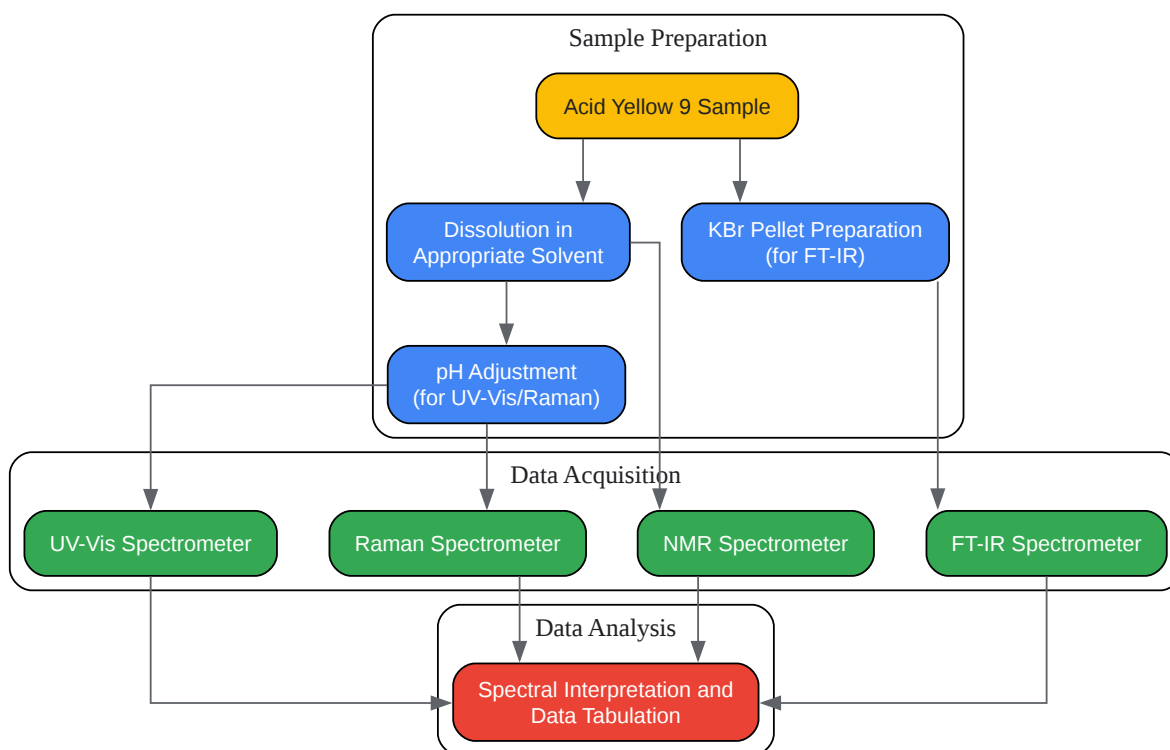 Sample Preparation
Acid Yellow 9 Sample
Dissolution in
Appropriate Solvent
KBr Pellet Preparation
(for FT-IR)
pH Adjustment
(for UV-Vis/Raman)
Data Acquisition
UV-Vis Spectrometer
Raman Spectrometer
NMR Spectrometer
FT-IR Spectrometer
Data Analysis
Spectral Interpretation and
Data Tabulation